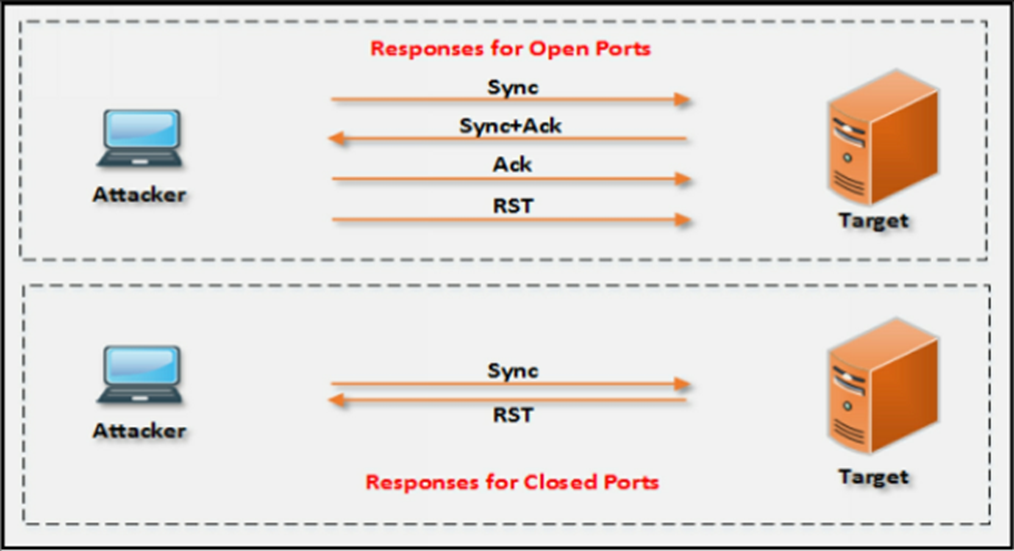 Responses for Open Ports
Sync
Sync+Ack
Ack
RST
Attacker
Target
Sync
RST
Attacker
Target
Responses for Closed Ports